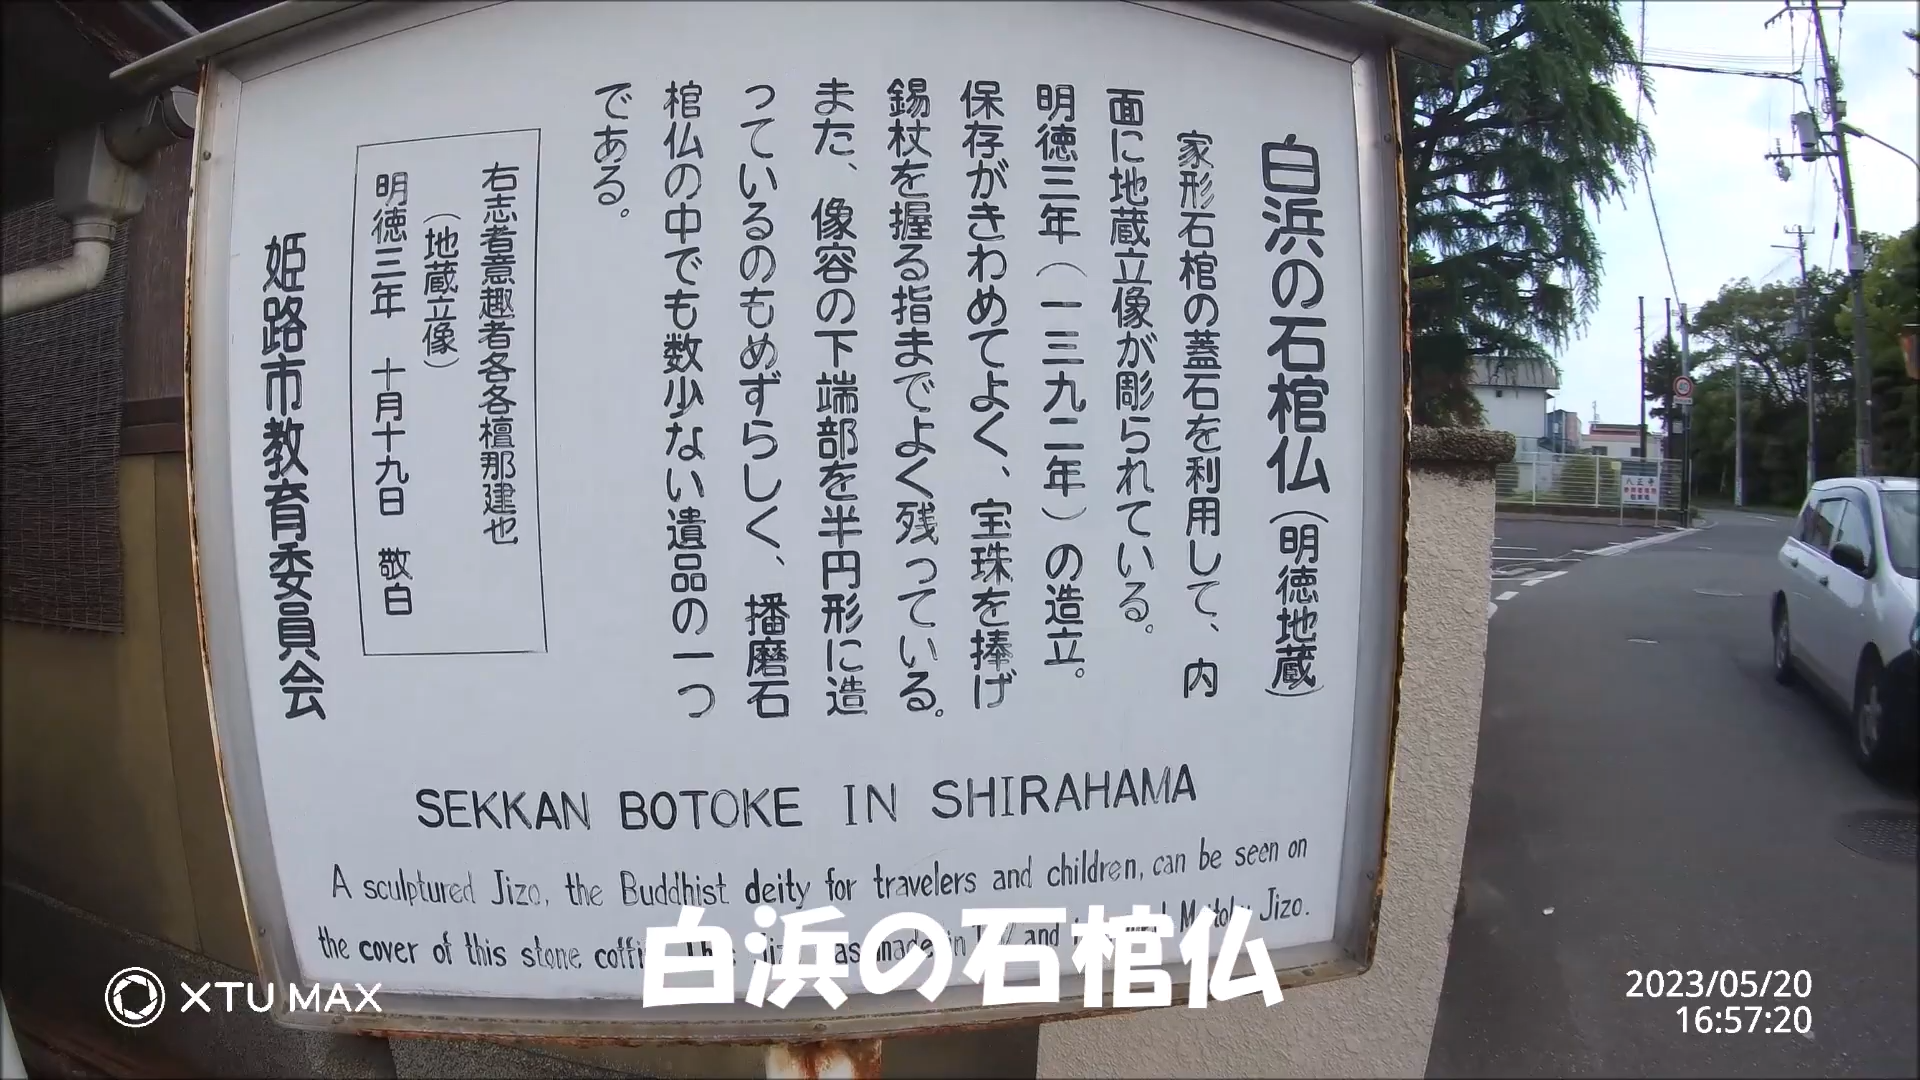 白浜の石棺仏(明徳地蔵)
家形石棺の蓋石を利用して、内
面に地蔵立像が彫られている。
明徳三年(一三九二年)の造立。
保存がきわめてよく、宝珠を捧げ
錫杖を握る指までよく残っている。
また、像容の下端部を半円形に造
っているのもめずらしく、播磨石
棺仏の中でも数少ない遺品の一つ
である。
右志者意趣者各各檀那建也
(地蔵立像)
明徳三年 十月十九日 敬白
姫路市教育委員会
SEKKAN BOTOKE IN SHIRAHAMA
A sculptured Jizo, the Buddhist deity for travelers and children, can be seen on
the cover of this stone made in and Jizo.
白浜の石棺仏
XTU MAX
2023/05/20
16:57:20